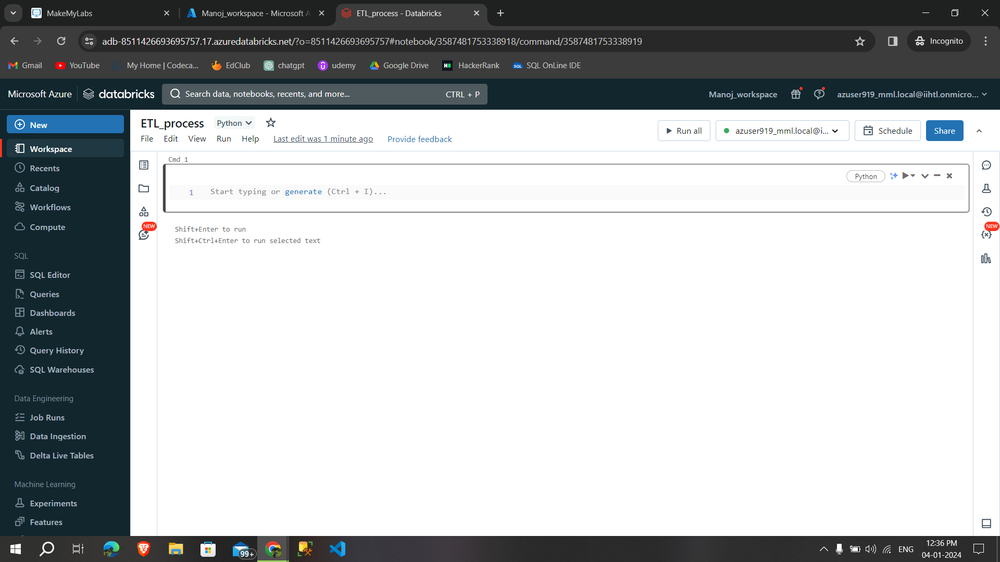 MakeMyLabs
Manoj_workspace - Microsoft A
ETL_process - Databricks
adb-8511426693695757.17.azuredatabricks.net/?o=8511426693695757#notebook/3587481753338918/command/3587481753338919
Incognito
Gmail
YouTube
My Home | Codeca...
EdClub
chatgpt
udemy
Google Drive
HackerRank
SQL OnLine IDE
Microsoft Azure
databricks
Search data, notebooks, recents, and more...
CTRL + P
Manoj_workspace
azuser919_mml.local@iihtl.onmicro...
New
ETL_process
Python
File
Edit
View
Run
Help
Last edit was 1 minute ago
Provide feedback
Run all
azuser919_mml.local@i...
Schedule
Share
Workspace
Recents
Catalog
Workflows
Compute
SQL
SQL Editor
Queries
Dashboards
Alerts
Query History
SQL Warehouses
Data Engineering
Job Runs
Data Ingestion
Delta Live Tables
Machine Learning
Experiments
Features
NEW
Cmd 1
Python
1
Start typing or generate (Ctrl + I)...
Shift+Enter to run
Shift+Ctrl+Enter to run selected text
NEW
99+
ENG
12:36 PM
04-01-2024